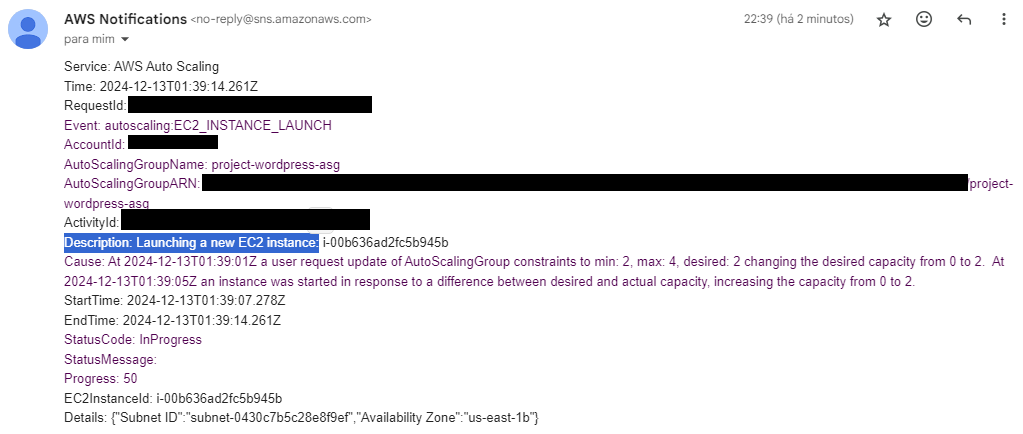 AWS Notifications <no-reply@sns.amazonaws.com>
22:39 (há 2 minutos)
para mim
Service: AWS Auto Scaling
Time: 2024-12-13T01:39:14.261Z
RequestId:
Event: autoscaling:EC2_INSTANCE_LAUNCH
AccountId:
AutoScalingGroupName: project-wordpress-asg
AutoScalingGroupARN: /project-
wordpress-asg
ActivityId:
Description: Launching a new EC2 instance: i-00b636ad2fc5b945b
Cause: At 2024-12-13T01:39:01Z a user request update of AutoScalingGroup constraints to min: 2, max: 4, desired: 2 changing the desired capacity from 0 to 2.  At
2024-12-13T01:39:05Z an instance was started in response to a difference between desired and actual capacity, increasing the capacity from 0 to 2.
StartTime: 2024-12-13T01:39:07.278Z
EndTime: 2024-12-13T01:39:14.261Z
StatusCode: InProgress
StatusMessage:
Progress: 50
EC2InstanceId: i-00b636ad2fc5b945b
Details: {"Subnet ID":"subnet-0430c7b5c28e8f9ef","Availability Zone":"us-east-1b"}